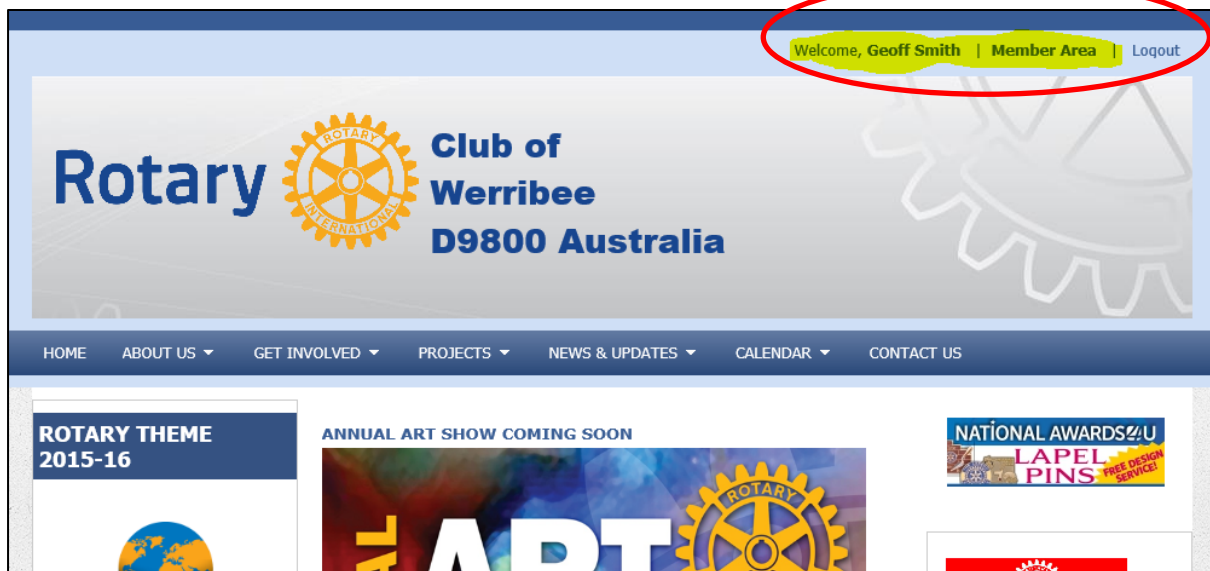 Welcome, Geoff Smith | Member Area | Logout
Rotary
ROTARY
INTERNATIONAL
Club of
Werribee
D9800 Australia
HOME ABOUT US GET INVOLVED PROJECTS NEWS & UPDATES CALENDAR CONTACT US
ROTARY THEME
2015-16
ANNUAL ART SHOW COMING SOON
ART
ROTARY
NATIONAL AWARDS4U
LAPEL
PINS
FREE DESIGN
SERVICE!